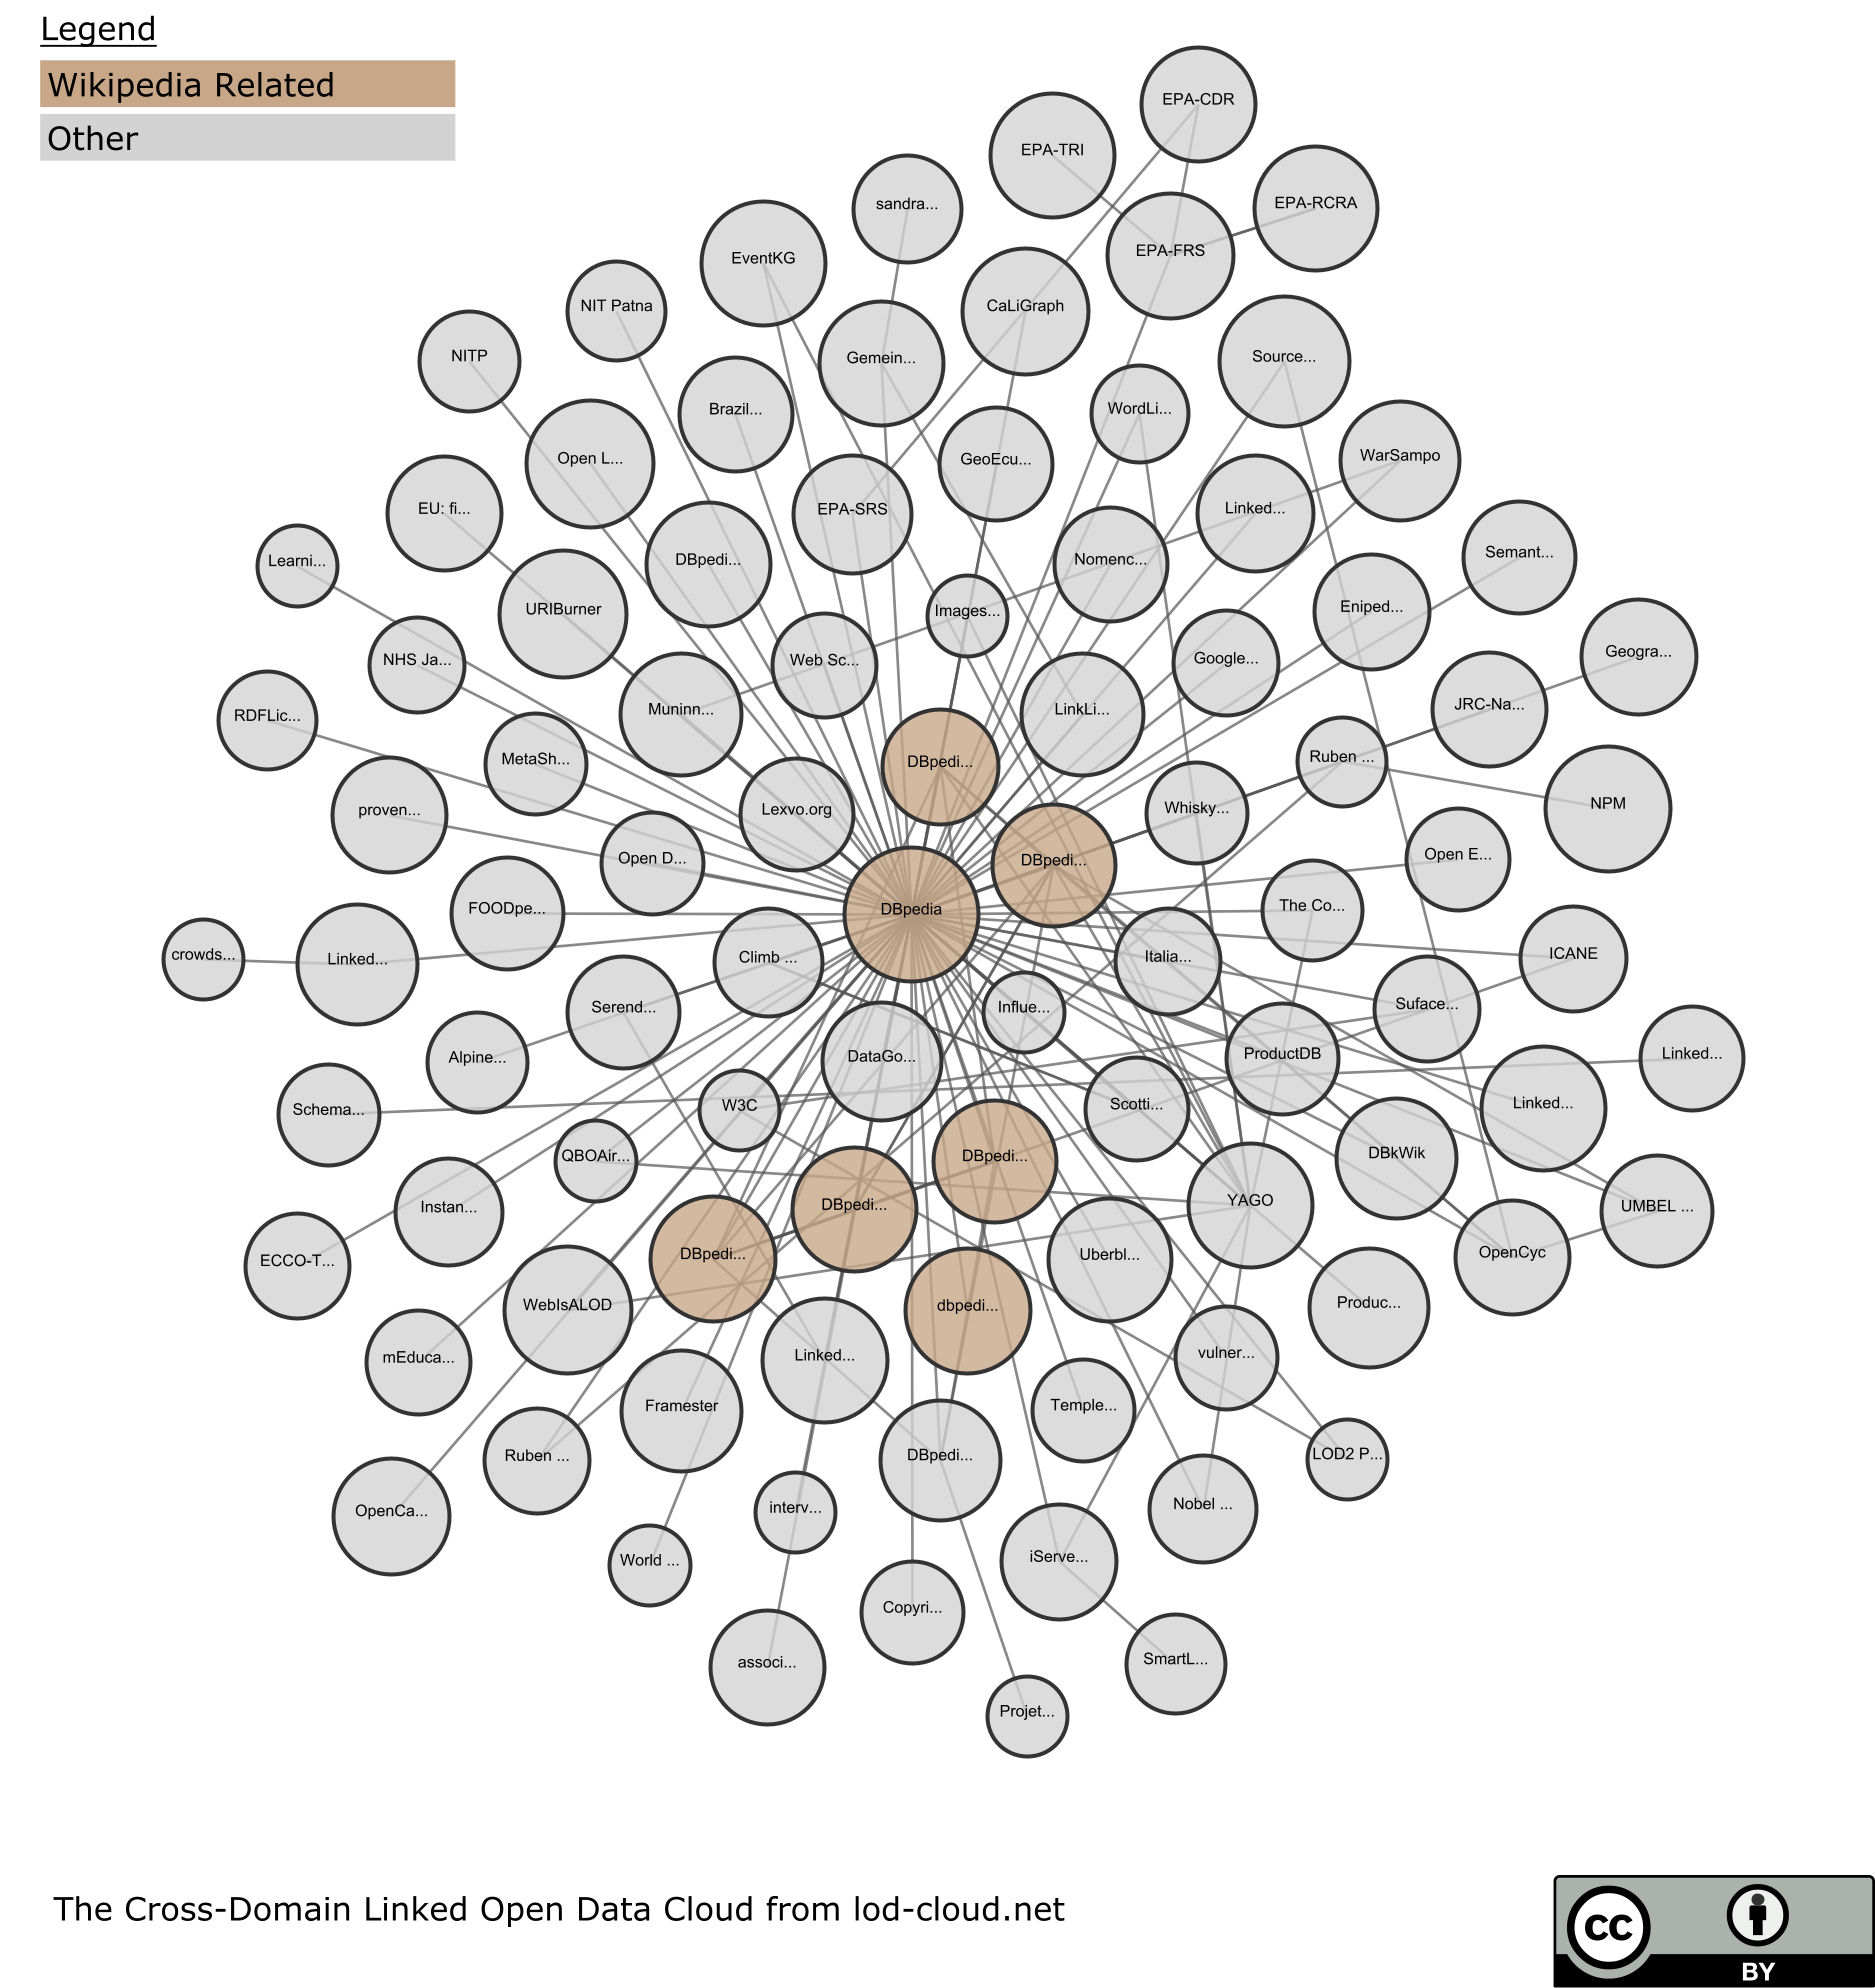 Legend
Wikipedia Related
Other
EPA-CDR
EPA-TRI
EPA-RCRA
sandra...
EPA-FRS
EventKG
NIT Patna
CaLiGraph
NITP
Gemein...
Source...
Brazil...
WordLi...
Open L...
GeoEcu...
WarSampo
EU: fi...
EPA-SRS
Linked...
Learni...
DBpedi...
Nomenc...
Semant...
URIBurner
Images...
Eniped...
NHS Ja...
Web Sc...
Google...
Geogra...
RDFLic...
Muninn...
LinkLi...
JRC-Na...
MetaSh...
DBpedi...
Ruben ...
proven...
Lexvo.org
Whisky...
NPM
Open D...
DBpedi...
Open E...
FOODpe...
DBpedia
The Co...
crowds...
Linked...
Climb ...
Italia...
ICANE
Serend...
Influe...
Suface...
Alpine...
DataGo...
ProductDB
Linked...
Schema...
W3C
Scotti...
Linked...
QBOAir...
DBpedi...
DBkWik
Instan...
DBpedi...
YAGO
UMBEL ...
ECCO-T...
DBpedi...
Uberbl...
OpenCyc
WebIsALOD
dbpedi...
Produc...
mEduca...
Linked...
vulner...
Framester
Temple...
Ruben ...
DBpedi...
LOD2 P...
OpenCa...
interv...
Nobel ...
World ...
iServe...
Copyri...
associ...
SmartL...
Projet...
The Cross-Domain Linked Open Data Cloud from lod-cloud.net
cc
BY